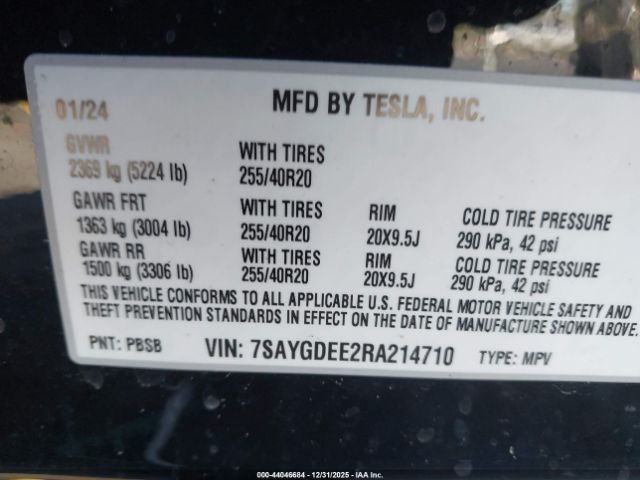 01/24 MFD BY TESLA, INC.
GVWR WITH TIRES
2369 kg (5224 lb) 255/40R20
GAWR FRT WITH TIRES RIM COLD TIRE PRESSURE
1363 kg (3004 lb) 255/40R20 20X9.5J 290 kPa, 42 psi
GAWR RR WITH TIRES RIM COLD TIRE PRESSURE
1500 kg (3306 lb) 255/40R20 20X9.5J 290 kPa, 42 psi
THIS VEHICLE CONFORMS TO ALL APPLICABLE U.S. FEDERAL MOTOR VEHICLE SAFETY AND
THEFT PREVENTION STANDARDS IN EFFECT ON THE DATE OF MANUFACTURE SHOWN ABOVE.
PNT: PBSB VIN: 7SAYGDEE2RA214710 TYPE: MPV
000-44046684 - 12/31/2025 - IAA Inc.